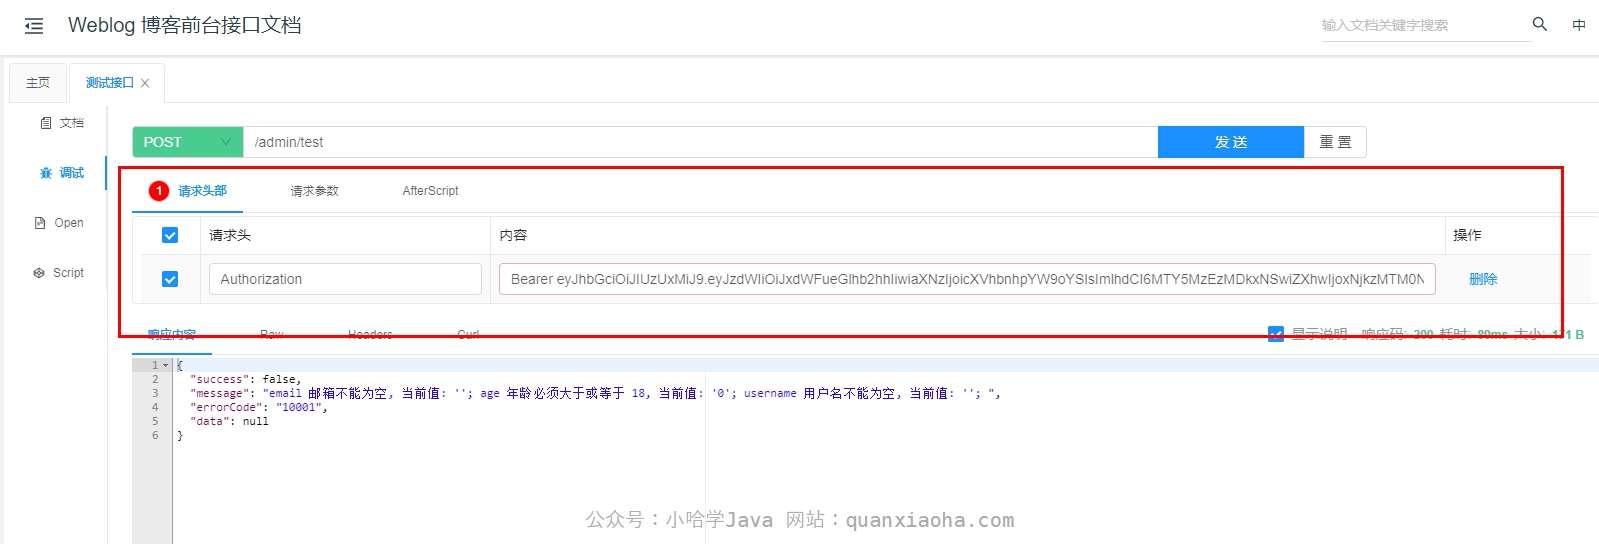 Weblog 博客前台接口文档
输入文档关键字搜索
中
主页
测试接口
文档
调试
Open
Script
POST
/admin/test
发 送
重 置
1 请求头部 请求参数 AfterScript
请求头 内容 操作
Authorization
Bearer eyJhbGciOiJIUzUxMiJ9.eyJzdWIiOiJxdWFueGlhb2hhIiwiaXNzIjoicXVhbnhpYW9oYSIsImlhdCI6MTY5MzEzMDkxNSwiZXhwIjoxNjkzMTM0N
删除
响应内容 Raw Headers Curl
显示说明 响应码: 200 耗时: 89ms 大小: 171 B
1 {
2 "success": false,
3 "message": "email 邮箱不能为空, 当前值: ''; age 年龄必须大于或等于 18, 当前值: '0'; username 用户名不能为空, 当前值: ''; ",
4 "errorCode": "10001",
5 "data": null
6 }
公众号：小哈学Java 网站：quanxiaoha.com